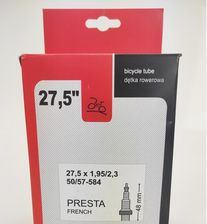 27,5"
bicycle tube
dętka rowerowa
27,5 x 1,95/2,3
50/57-584
PRESTA
FRENCH
48 mm